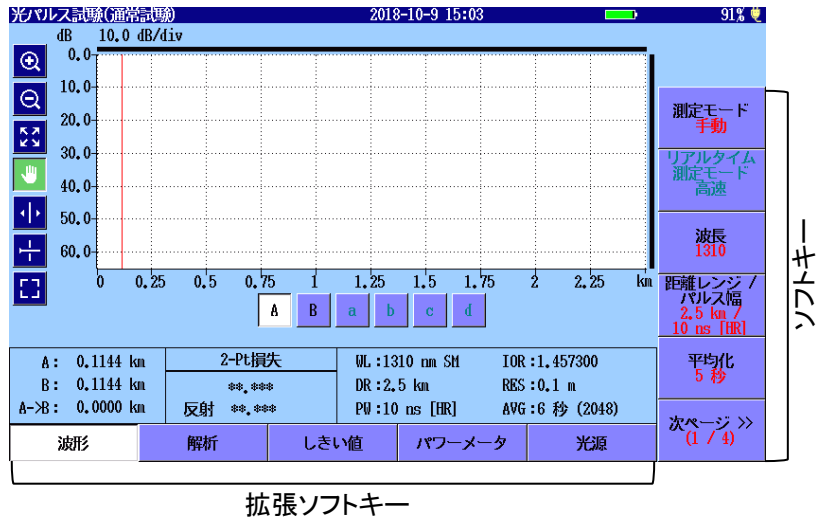 光パルス試験(通常試験) 2018-10-9 15:03 91%
dB 10.0 dB/div
0.0
10.0
20.0
30.0
40.0
50.0
60.0
0 0.25 0.5 0.75 1 1.25 1.5 1.75 2 2.25 km
A B a b c d
A: 0.1144 km
B: 0.1144 km
A->B: 0.0000 km
2-Pt損失
**.***
反射 **.***
WL:1310 nm SM IOR:1.457300
DR:2.5 km RES:0.1 m
PW:10 ns [HR] AVG:6 秒 (2048)
波形 解析 しきい値 パワーメータ 光源
測定モード
手動
リアルタイム
測定モード
高速
波長
1310
距離レンジ /
パルス幅
2.5 km /
10 ns [HR]
平均化
5 秒
次ページ >>
(1 / 4)
ソフトキー
拡張ソフトキー